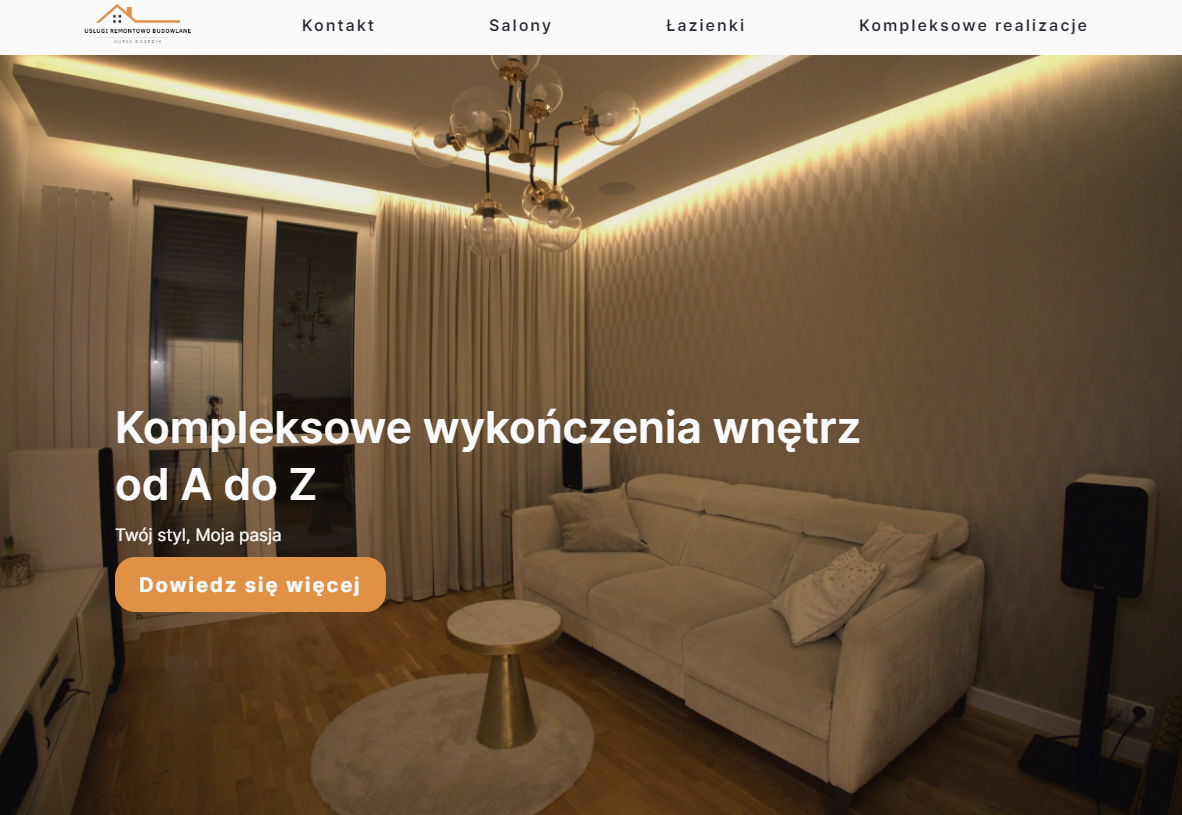 USŁUGI REMONTOWO BUDOWLANE
Kontakt
Salony
Łazienki
Kompleksowe realizacje
Kompleksowe wykończenia wnętrz
od A do Z
Twój styl, Moja pasja
Dowiedz się więcej